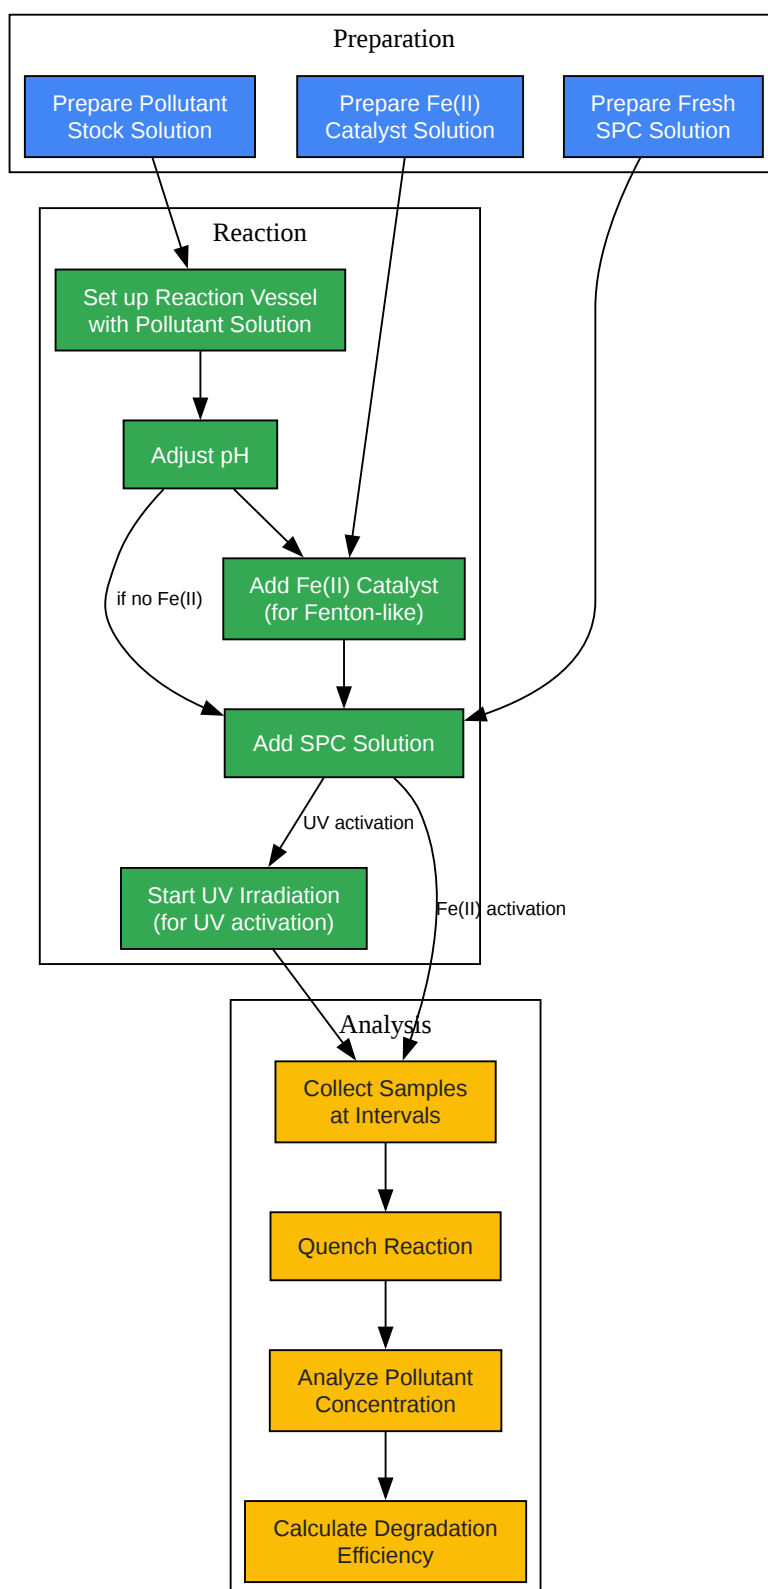 Preparation
Prepare Pollutant
Stock Solution
Prepare Fe(II)
Catalyst Solution
Prepare Fresh
SPC Solution
Reaction
Set up Reaction Vessel
with Pollutant Solution
Adjust pH
if no Fe(II)
Add Fe(II) Catalyst
(for Fenton-like)
Add SPC Solution
UV activation
Start UV Irradiation
(for UV activation)
Fe(II) activation
Analysis
Collect Samples
at Intervals
Quench Reaction
Analyze Pollutant
Concentration
Calculate Degradation
Efficiency